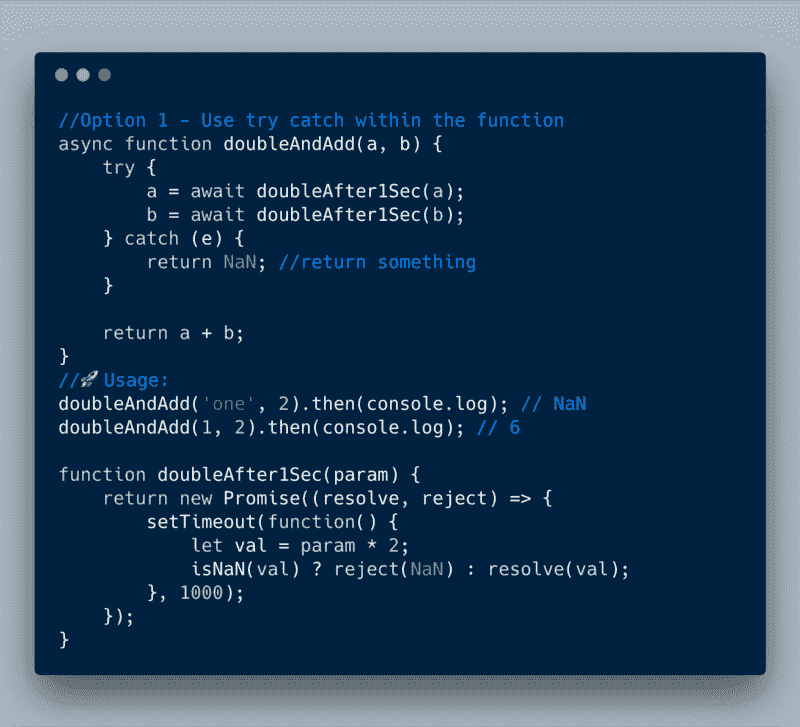 //Option 1 - Use try catch within the function
async function doubleAndAdd(a, b) {
    try {
        a = await doubleAfter1Sec(a);
        b = await doubleAfter1Sec(b);
    } catch (e) {
        return NaN; //return something
    }

    return a + b;
}
//🚀 Usage:
doubleAndAdd('one', 2).then(console.log); // NaN
doubleAndAdd(1, 2).then(console.log); // 6

function doubleAfter1Sec(param) {
    return new Promise((resolve, reject) => {
        setTimeout(function() {
            let val = param * 2;
            isNaN(val) ? reject(NaN) : resolve(val);
        }, 1000);
    });
}